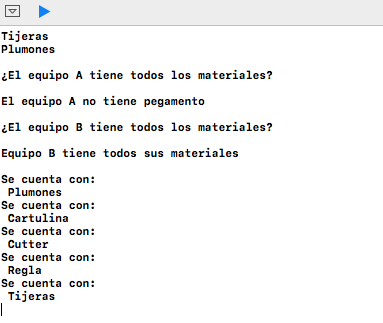 Tijeras
Plumones
¿El equipo A tiene todos los materiales?
El equipo A no tiene pegamento
¿El equipo B tiene todos los materiales?
Equipo B tiene todos sus materiales
Se cuenta con:
Plumones
Se cuenta con:
Cartulina
Se cuenta con:
Cutter
Se cuenta con:
Regla
Se cuenta con:
Tijeras